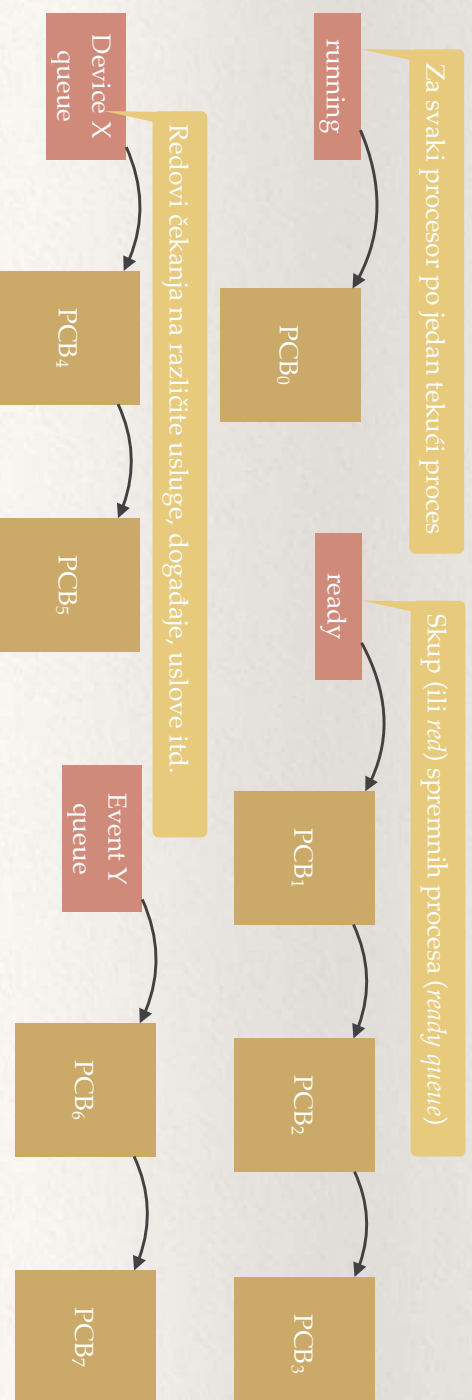 Za svaki procesor po jedan tekući proces
Skup (ili red) spremnih procesa (ready queue)
running
PCB₀
ready
PCB₁
PCB₂
PCB₃
Redovi čekanja na različite usluge, događaje, uslove itd.
Device X
queue
PCB₄
PCB₅
Event Y
queue
PCB₆
PCB₇